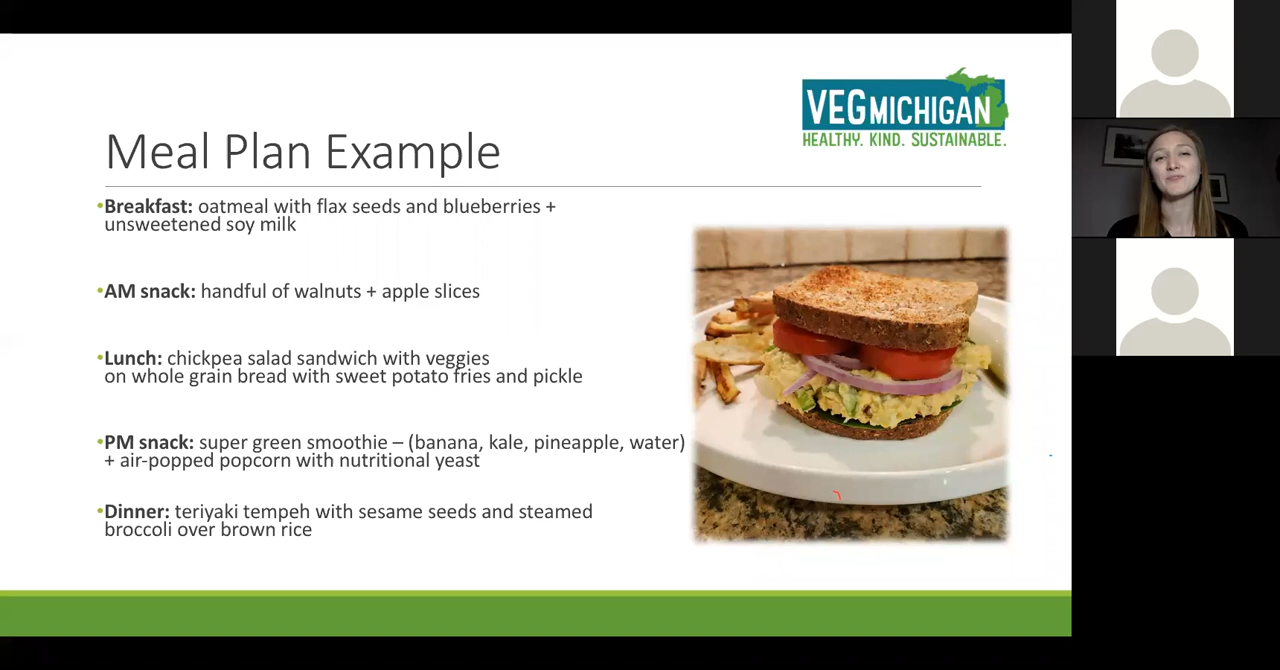 VEGMICHIGAN
HEALTHY. KIND. SUSTAINABLE.
Meal Plan Example
•Breakfast: oatmeal with flax seeds and blueberries +
unsweetened soy milk
•AM snack: handful of walnuts + apple slices
•Lunch: chickpea salad sandwich with veggies
on whole grain bread with sweet potato fries and pickle
•PM snack: super green smoothie – (banana, kale, pineapple, water)
+ air-popped popcorn with nutritional yeast
•Dinner: teriyaki tempeh with sesame seeds and steamed
broccoli over brown rice